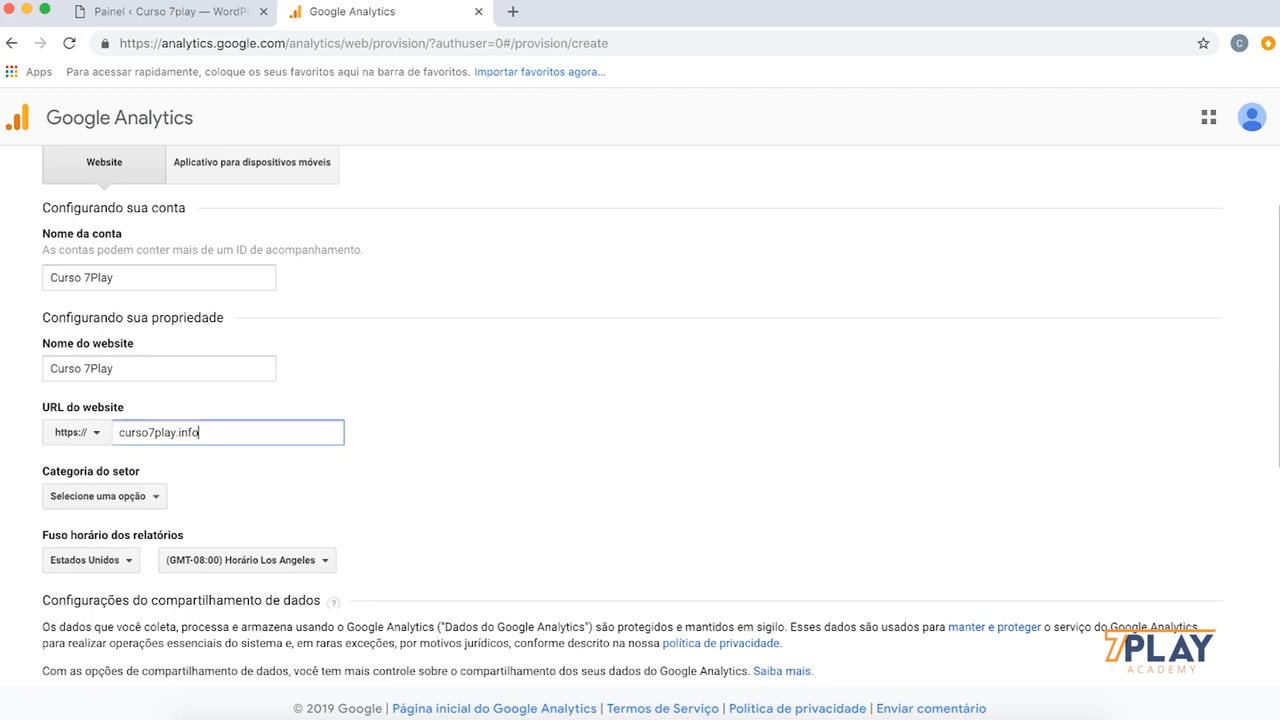 Painel ‹ Curso 7play — WordP
Google Analytics
https://analytics.google.com/analytics/web/provision/?authuser=0#/provision/create
C
Apps Para acessar rapidamente, coloque os seus favoritos aqui na barra de favoritos. Importar favoritos agora...
Google Analytics
Website Aplicativo para dispositivos móveis
Configurando sua conta
Nome da conta
As contas podem conter mais de um ID de acompanhamento.
Curso 7Play
Configurando sua propriedade
Nome do website
Curso 7Play
URL do website
https:// curso7play.info
Categoria do setor
Selecione uma opção
Fuso horário dos relatórios
Estados Unidos (GMT-08:00) Horário Los Angeles
Configurações do compartilhamento de dados ?
Os dados que você coleta, processa e armazena usando o Google Analytics ("Dados do Google Analytics") são protegidos e mantidos em sigilo. Esses dados são usados para manter e proteger o serviço do Google Analytics
para realizar operações essenciais do sistema e, em raras exceções, por motivos jurídicos, conforme descrito na nossa política de privacidade.
Com as opções de compartilhamento de dados, você tem mais controle sobre o compartilhamento dos seus dados do Google Analytics. Saiba mais.
7PLAY
ACADEMY
© 2019 Google | Página inicial do Google Analytics | Termos de Serviço | Política de privacidade | Enviar comentário